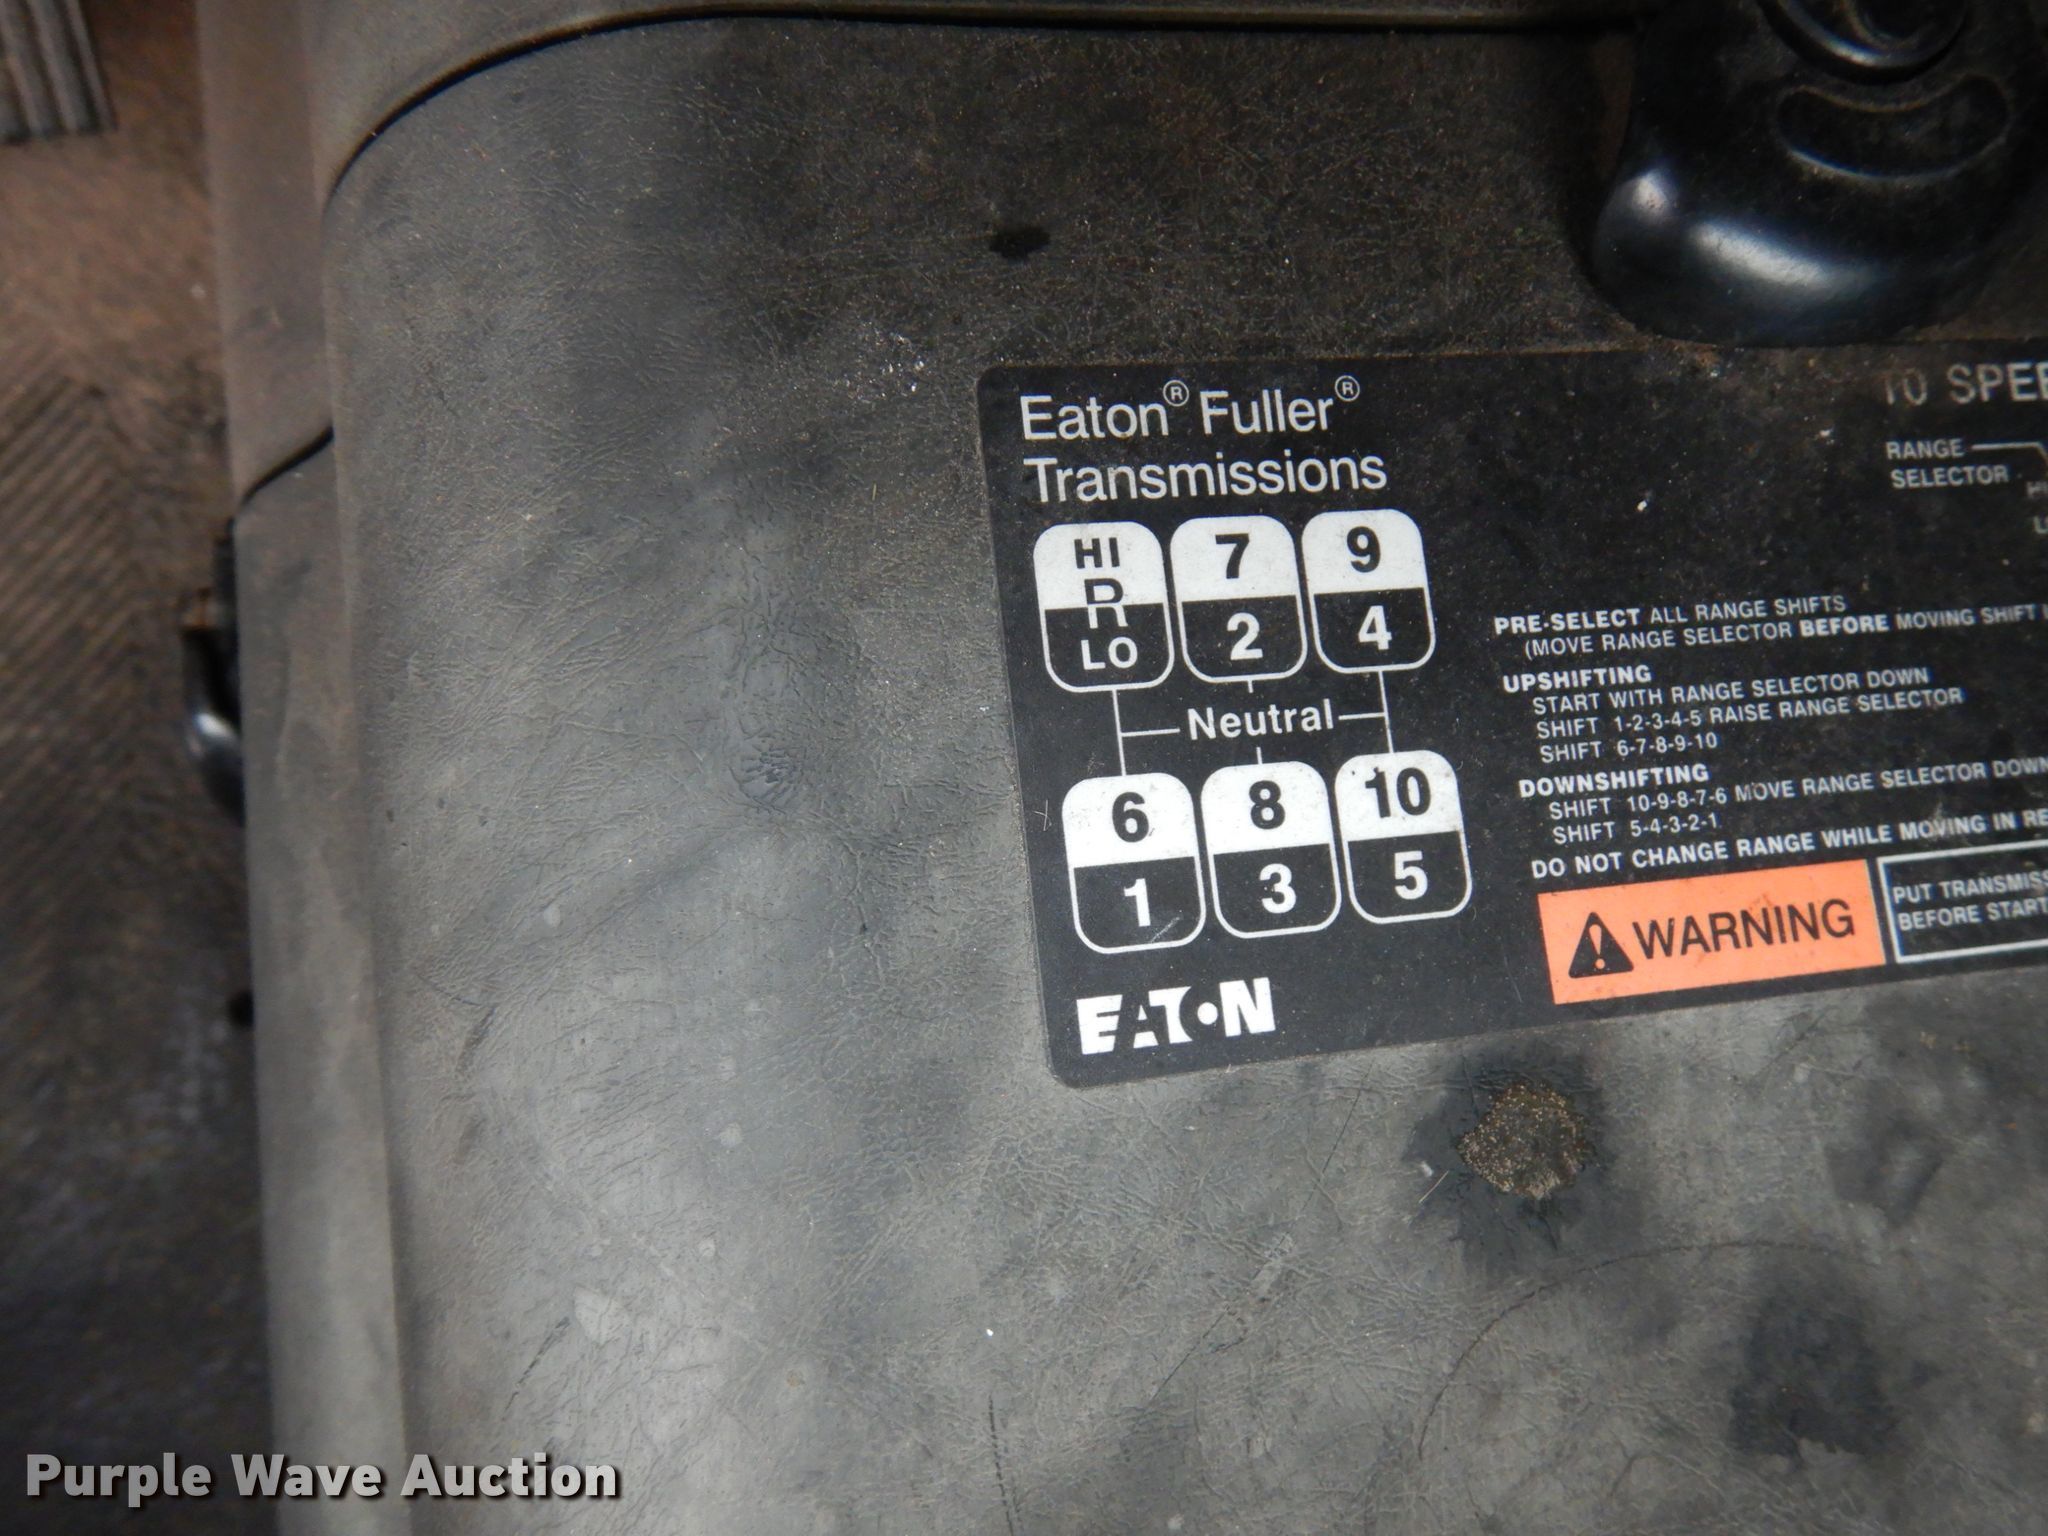 Eaton® Fuller®
Transmissions
HI
R
LO
7
2
9
4
Neutral
6
1
8
3
10
5
EATON
10 SPEE
RANGE
SELECTOR
PRE-SELECT ALL RANGE SHIFTS
(MOVE RANGE SELECTOR BEFORE MOVING SHIFT
UPSHIFTING
START WITH RANGE SELECTOR DOWN
SHIFT 1-2-3-4-5 RAISE RANGE SELECTOR
SHIFT 6-7-8-9-10
DOWNSHIFTING
SHIFT 10-9-8-7-6 MOVE RANGE SELECTOR DOWN
SHIFT 5-4-3-2-1
DO NOT CHANGE RANGE WHILE MOVING IN RE
WARNING
PUT TRANSMISS
BEFORE START
Purple Wave Auction